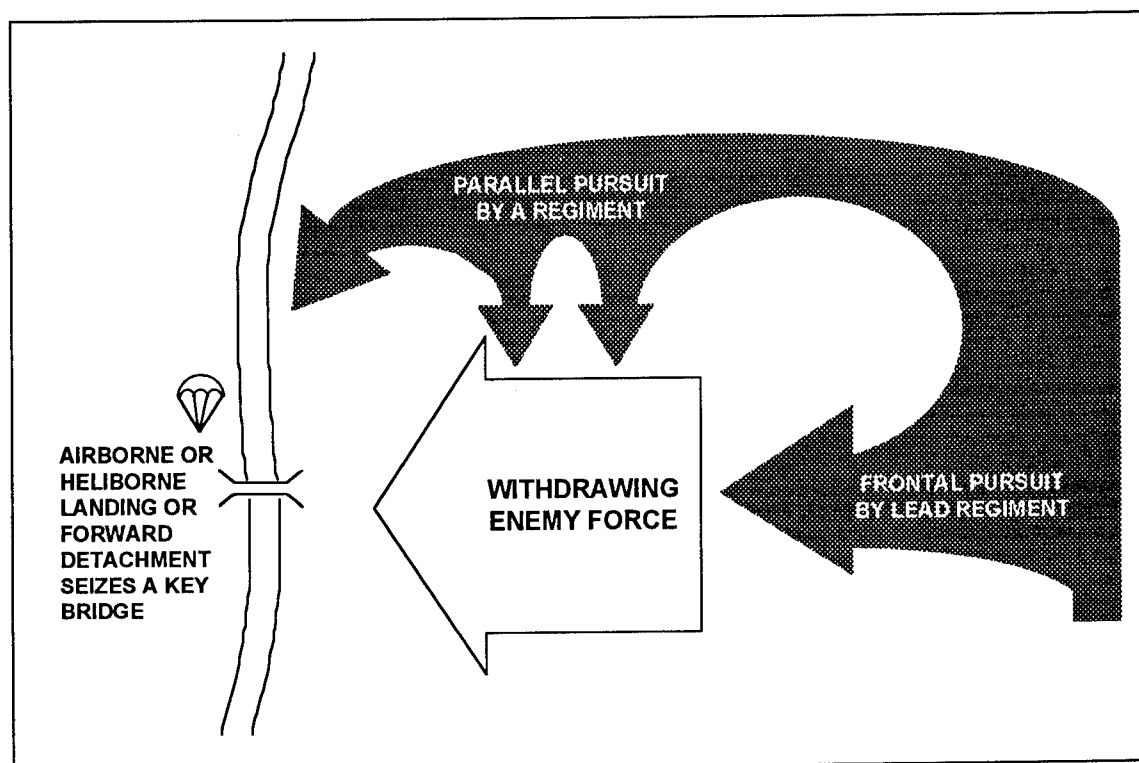 PARALLEL PURSUIT
BY A REGIMENT
AIRBORNE OR
HELIBORNE
LANDING OR
FORWARD
DETACHMENT
SEIZES A KEY
BRIDGE
WITHDRAWING
ENEMY FORCE
FRONTAL PURSUIT
BY LEAD REGIMENT